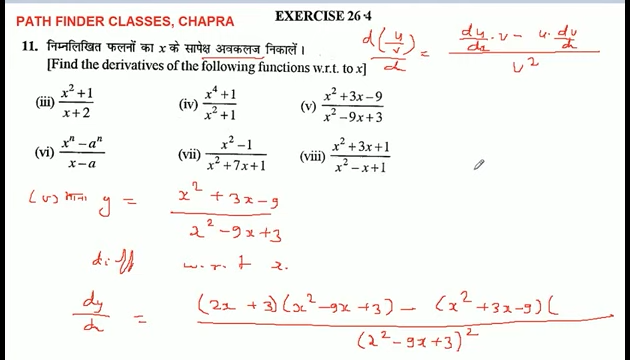 PATH FINDER CLASSES, CHAPRA
EXERCISE 26·4
11. निम्नलिखित फलनों का x के सापेक्ष अवकलज निकालें।
[Find the derivatives of the following functions w.r.t to x]
d(u/v)/d = (du/dx · v − u · dv/d)/v²
(iii) (x²+1)/(x+2) (iv) (x⁴+1)/(x²+1) (v) (x²+3x−9)/(x²−9x+3)
(vi) (xⁿ−aⁿ)/(x−a) (vii) (x²−1)/(x²+7x+1) (viii) (x²+3x+1)/(x²−x+1)
(v) माना y = (x²+3x−9)/(x²−9x+3)
diff w.r.t x.
dy/d = ((2x+3)(x²−9x+3) − (x²+3x−9)( /(x²−9x+3)²